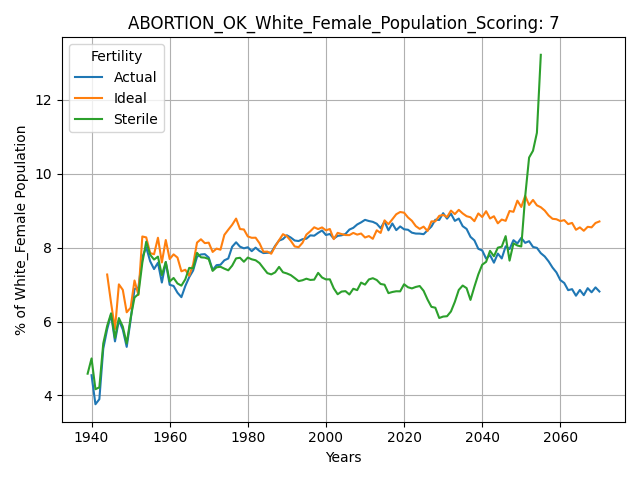 ABORTION_OK_White_Female_Population_Scoring: 7
Fertility
Actual
Ideal
Sterile
% of White_Female Population
12
10
8
6
4
1940 1960 1980 2000 2020 2040 2060
Years